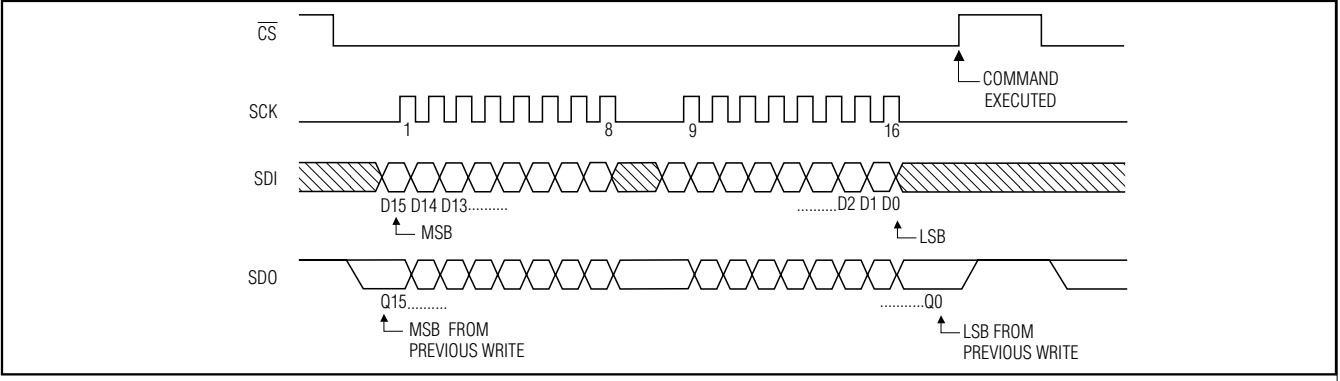 CS
COMMAND
EXECUTED
SCK
1
8
9
16
SDI
D15 D14 D13..........
..........D2 D1 D0
MSB
LSB
SDO
Q15..........
...........Q0
MSB FROM
PREVIOUS WRITE
LSB FROM
PREVIOUS WRITE